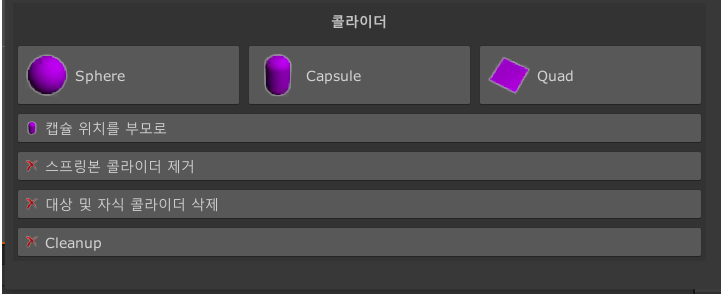 콜라이더
Sphere
Capsule
Quad
캡슐 위치를 부모로
스프링본 콜라이더 제거
대상 및 자식 콜라이더 삭제
Cleanup